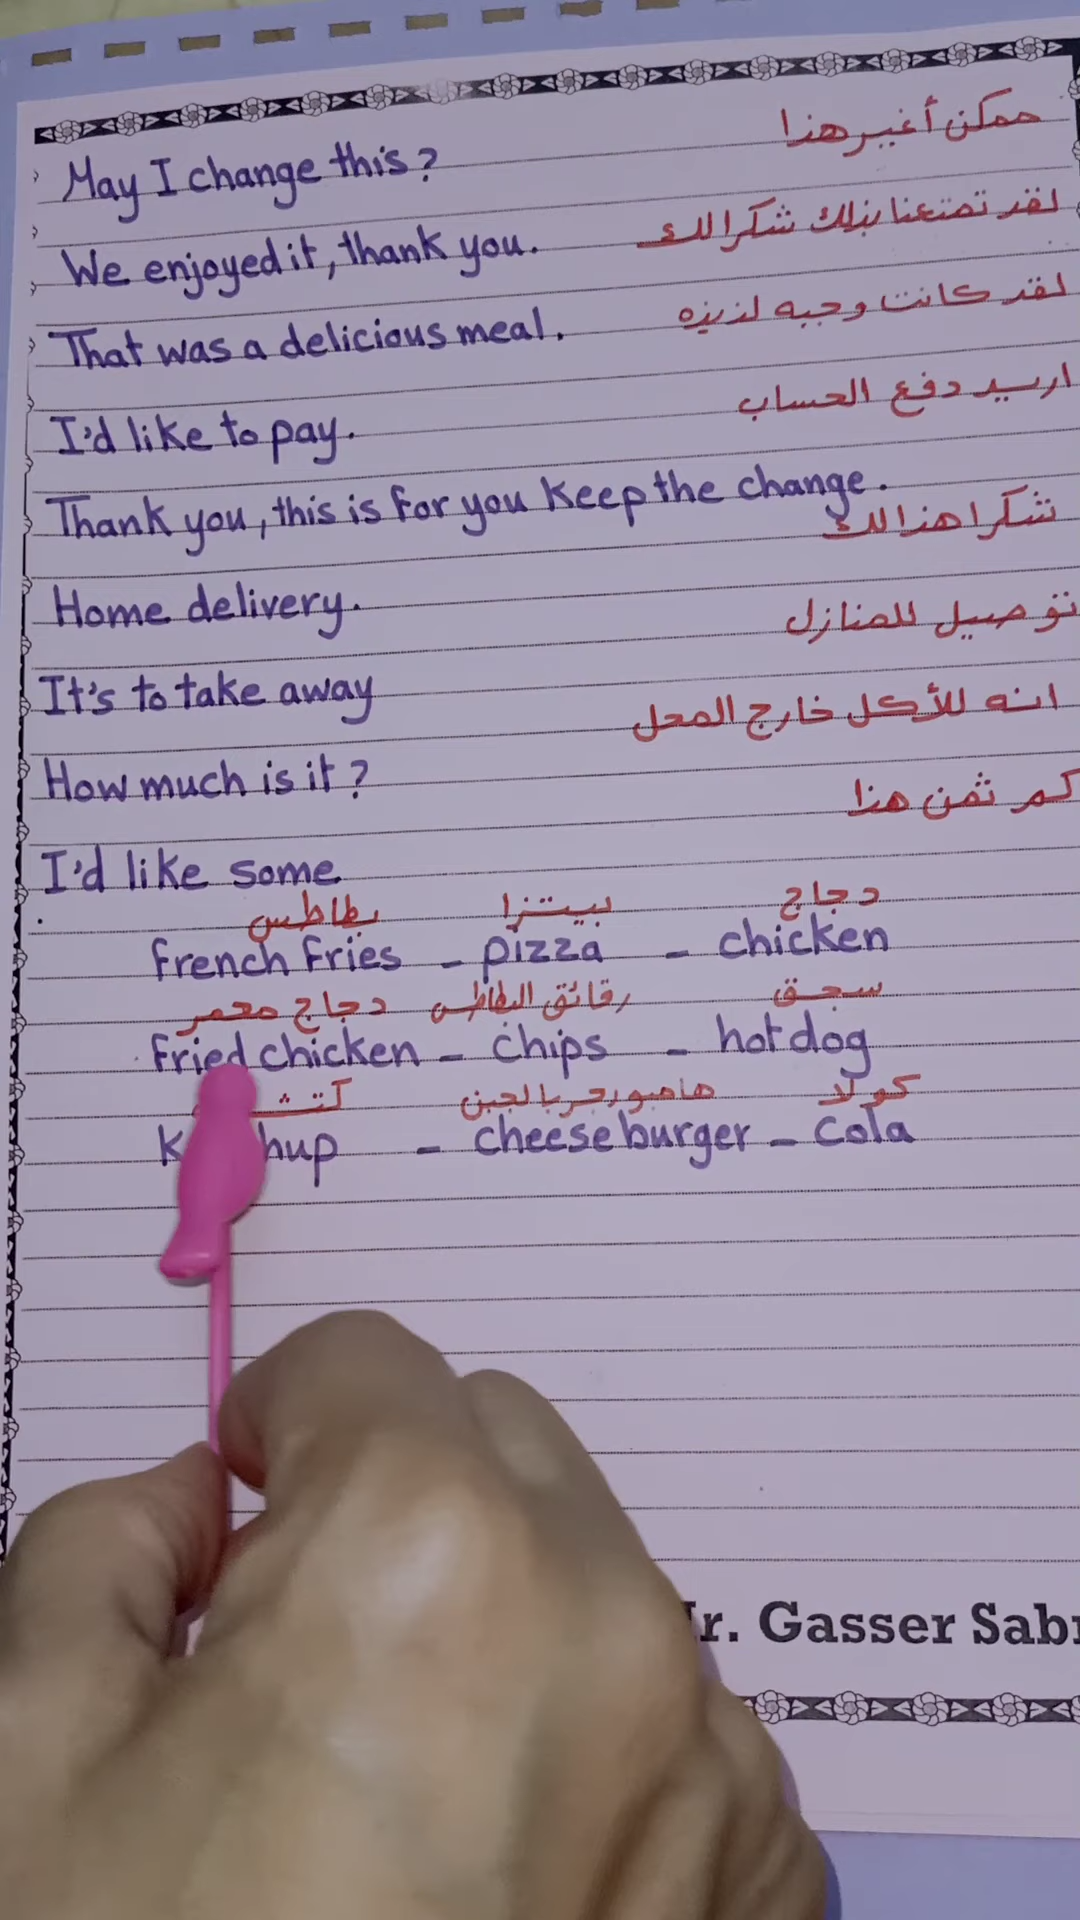 May I change this? ممكن أغير هذا
We enjoyed it, thank you. لقد تمتعنا بذلك شكرا لك
That was a delicious meal. لقد كانت وجبه لذيذه
I'd like to pay. اريد دفع الحساب
Thank you, this is for you Keep the change.
شكرا هذا لك
Home delivery. توصيل للمنازل
It's to take away انه للأكل خارج المحل
How much is it? كم ثمن هذا
I'd like some
بطاطس بيتزا دجاج
French Fries - pizza - chicken
دجاج محمر رقائق البطاطس سجق
Fried chicken - chips - hot dog
هامبورجر بالجبن كولا
cheese burger - cola
Gasser